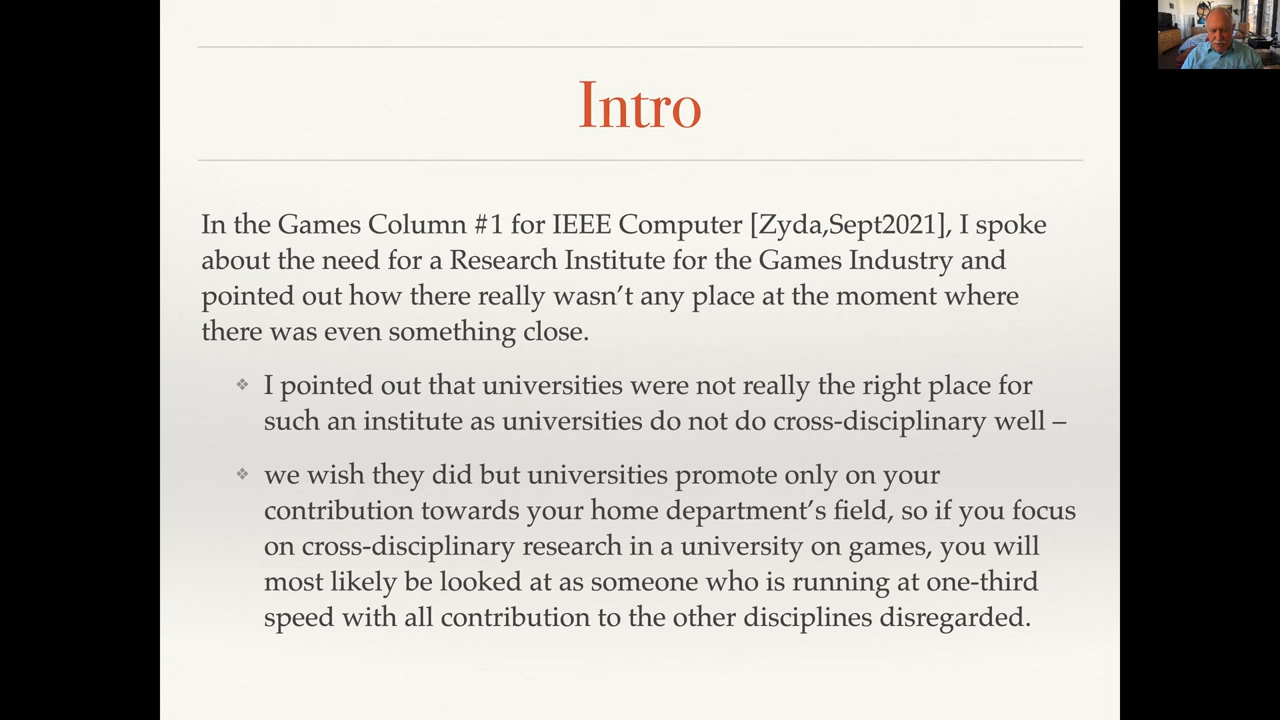 Intro
In the Games Column #1 for IEEE Computer [Zyda,Sept2021], I spoke
about the need for a Research Institute for the Games Industry and
pointed out how there really wasn’t any place at the moment where
there was even something close.
❖ I pointed out that universities were not really the right place for
such an institute as universities do not do cross-disciplinary well –
❖ we wish they did but universities promote only on your
contribution towards your home department’s field, so if you focus
on cross-disciplinary research in a university on games, you will
most likely be looked at as someone who is running at one-third
speed with all contribution to the other disciplines disregarded.